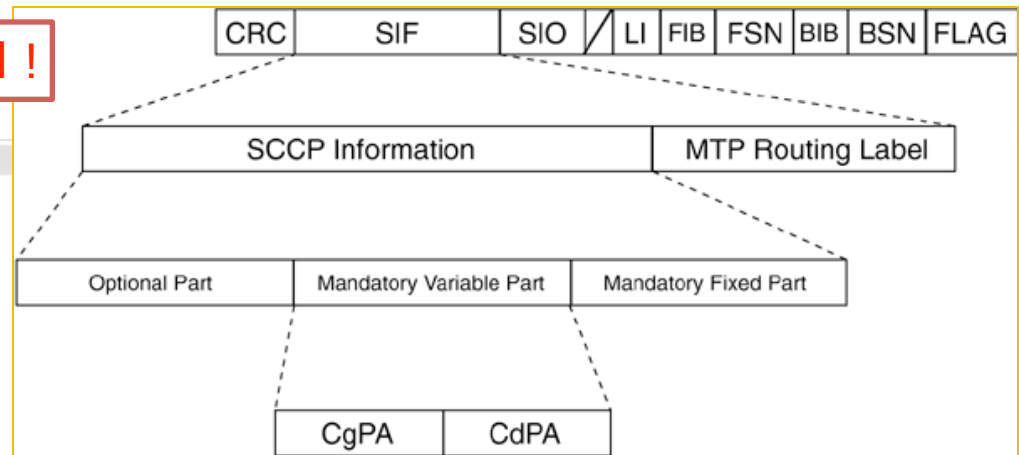 CRC SIF SIO / LI FIB FSN BIB BSN FLAG
!
SCCP Information MTP Routing Label
Optional Part Mandatory Variable Part Mandatory Fixed Part
CgPA CdPA